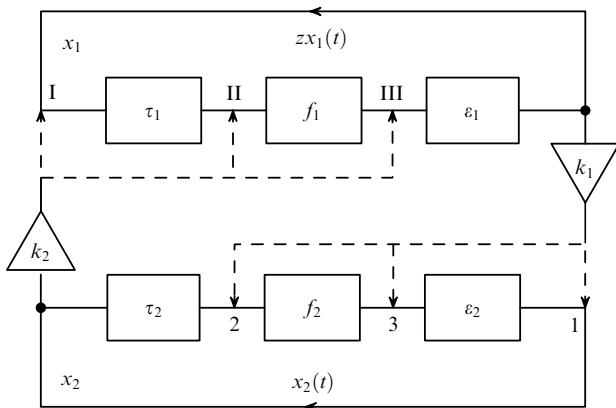 zx₁(t)
x₁
I
II
III
τ₁
f₁
ε₁
k₁
k₂
τ₂
f₂
ε₂
2
3
1
x₂
x₂(t)